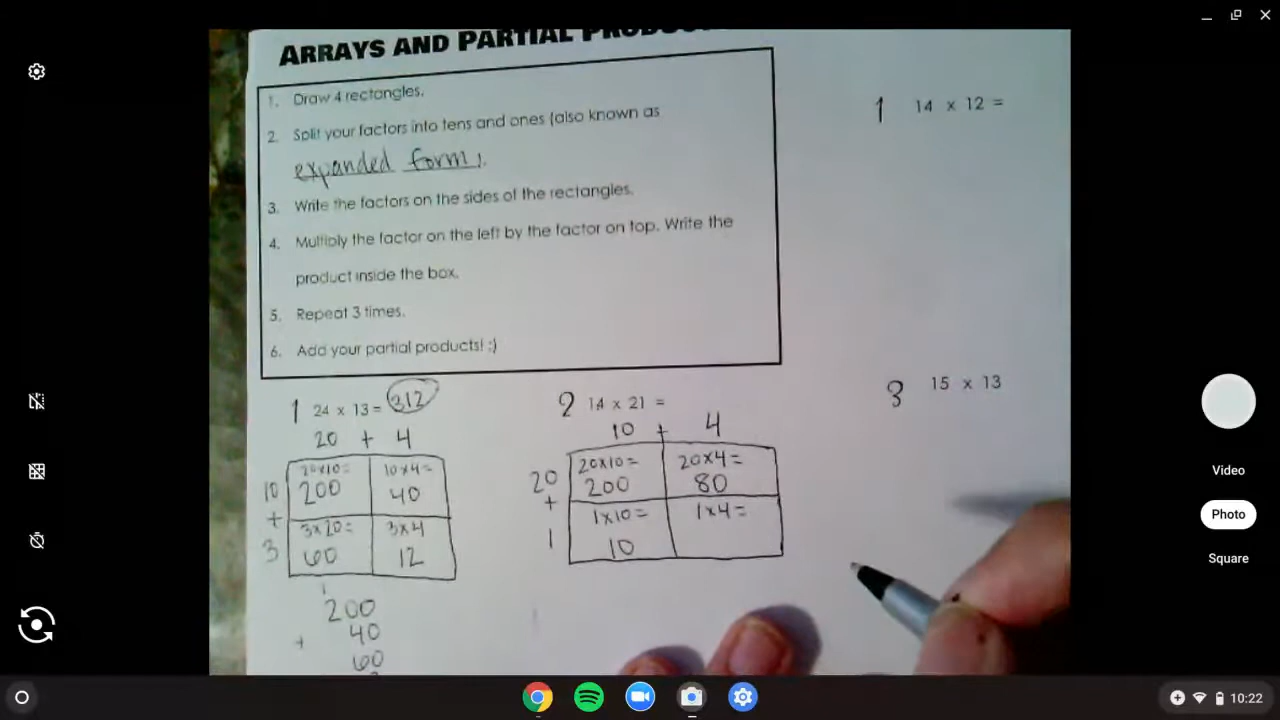 ARRAYS AND PARTIAL
1. Draw 4 rectangles.
2. Split your factors into tens and ones (also known as
expanded form).
3. Write the factors on the sides of the rectangles.
4. Multiply the factor on the left by the factor on top. Write the
product inside the box.
5. Repeat 3 times.
6. Add your partial products! :)
1 14 x 12 =
1 24 x 13 = 312
20 + 4
10 20x10= 10x4=
200 40
+
3 3x20= 3x4
60 12
1
200
+ 40
60
2 14 x 21 =
10 + 4
20 20x10= 20x4=
200 80
+
1 1x10= 1x4=
10
3 15 x 13
Video
Photo
Square
10:22